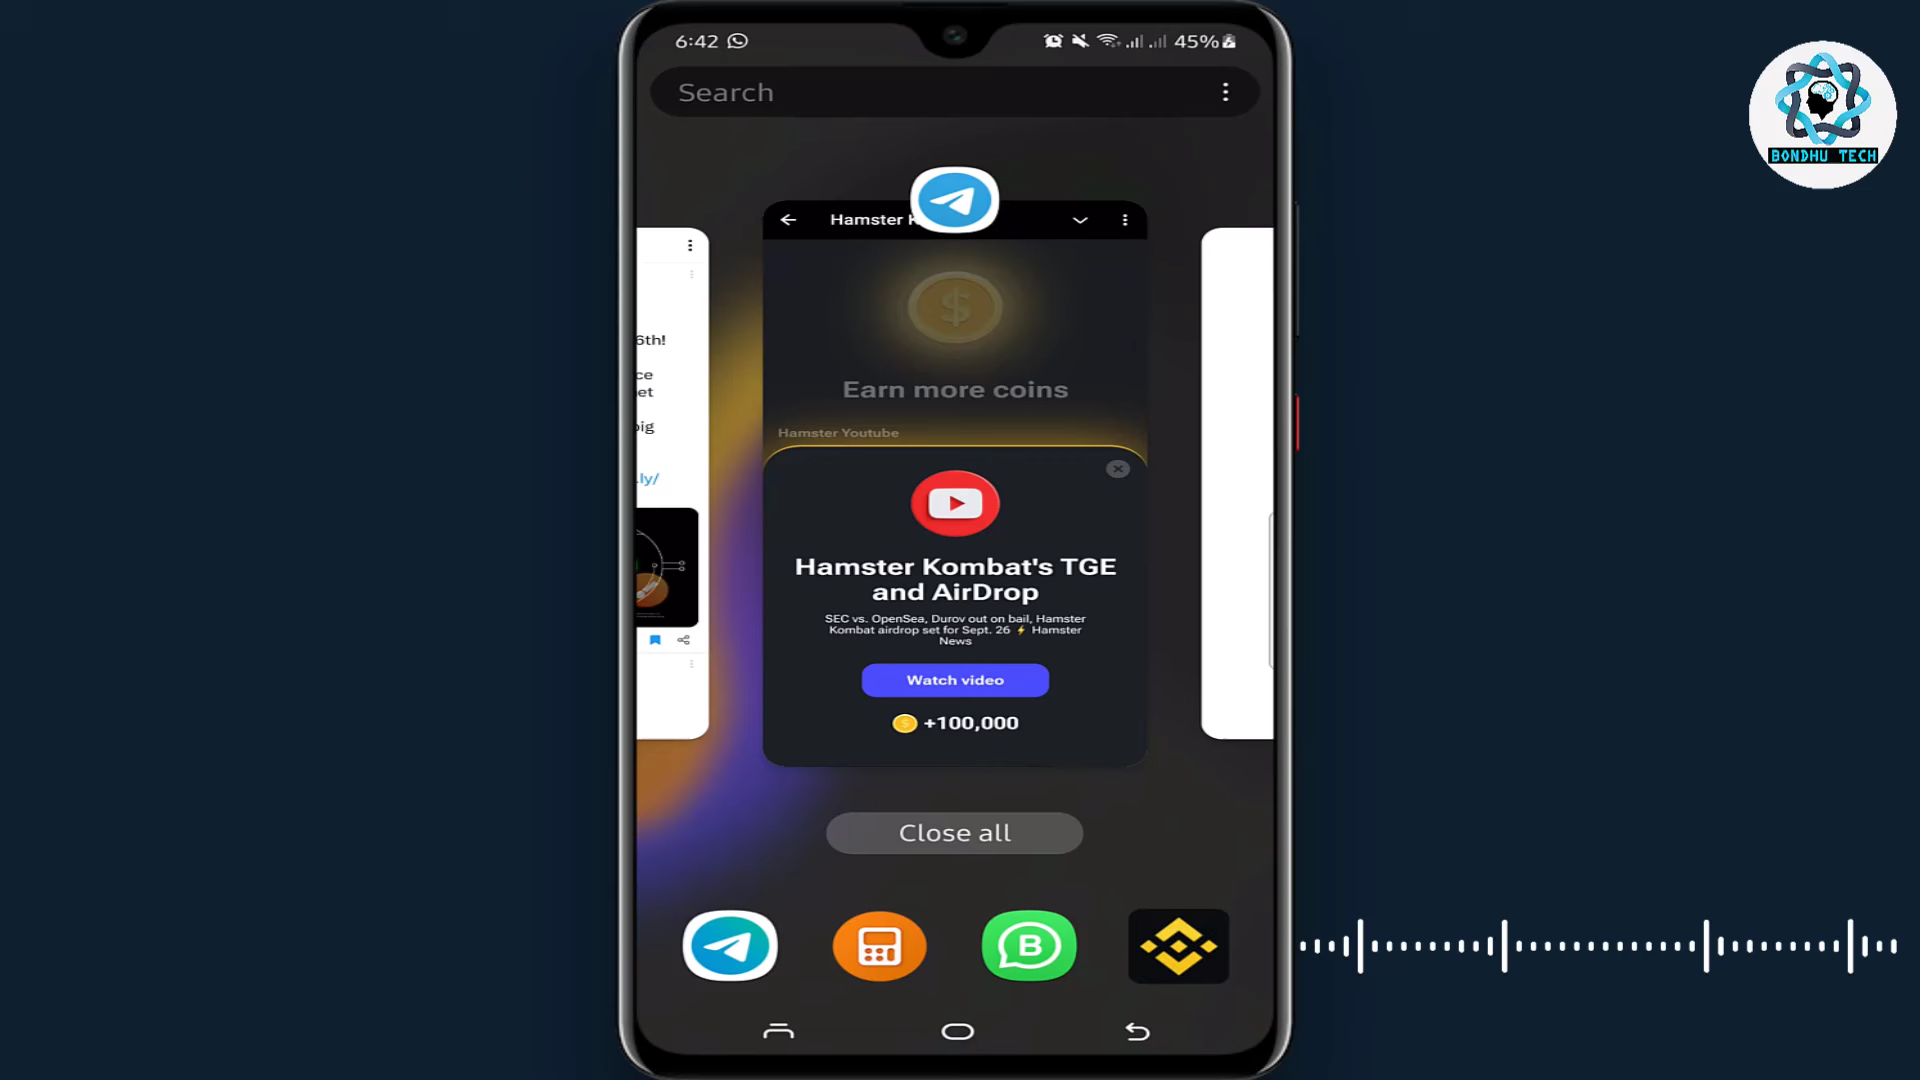 6:42
45%
Search
BONDHU TECH
Hamster K
6th!
ce
et
big
.ly/
Earn more coins
Hamster Youtube
Hamster Kombat's TGE
and AirDrop
SEC vs. OpenSea, Durov out on bail, Hamster
Kombat airdrop set for Sept. 26 ⚡ Hamster
News
Watch video
+100,000
Close all
B